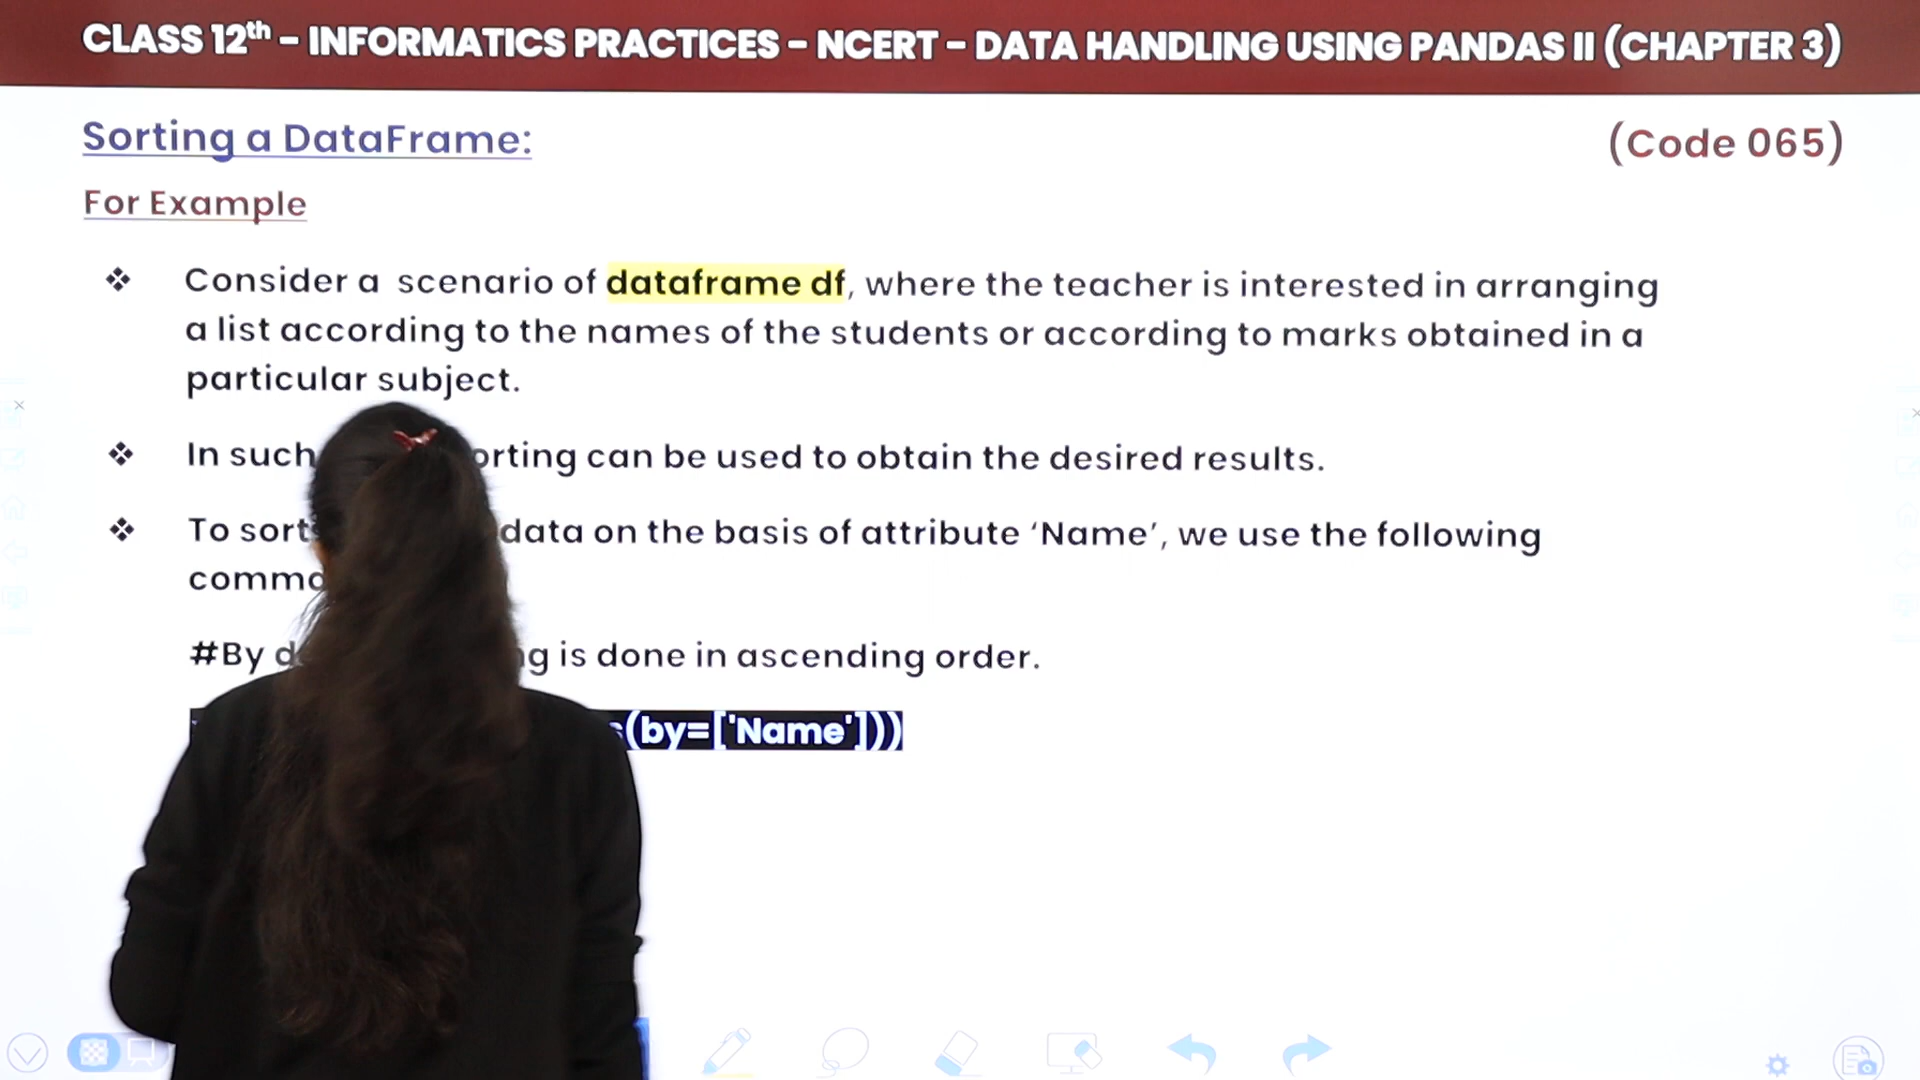 CLASS 12th – INFORMATICS PRACTICES – NCERT – DATA HANDLING USING PANDAS II (CHAPTER 3)
Sorting a DataFrame:
(Code 065)
For Example
❖ Consider a scenario of dataframe df, where the teacher is interested in arranging
a list according to the names of the students or according to marks obtained in a
particular subject.
❖ In such orting can be used to obtain the desired results.
❖ To sort data on the basis of attribute ‘Name’, we use the following
comma
#By g is done in ascending order.
(by=['Name']))